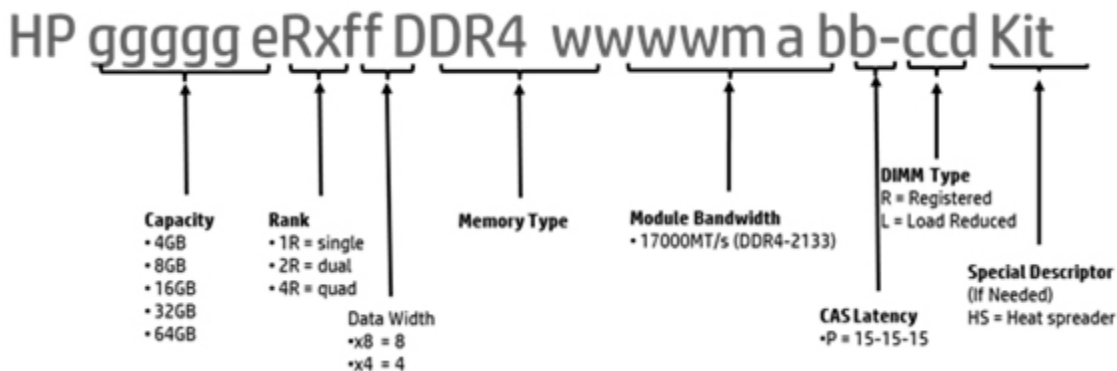 HP ggggg eRxff DDR4 wwwwm a bb-ccd Kit
Capacity
• 4GB
• 8GB
• 16GB
• 32GB
• 64GB
Rank
• 1R = single
• 2R = dual
• 4R = quad
Data Width
•x8 = 8
•x4 = 4
Memory Type
Module Bandwidth
• 17000MT/s (DDR4-2133)
CAS Latency
•P = 15-15-15
DIMM Type
R = Registered
L = Load Reduced
Special Descriptor
(If Needed)
HS = Heat spreader